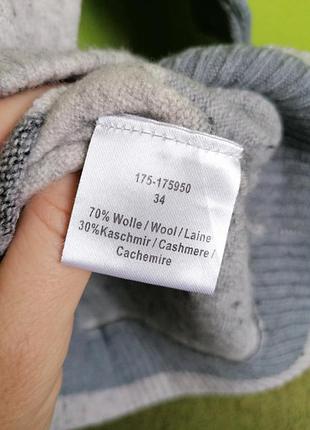 175-175950
34
70% Wolle / Wool / Laine
30%Kaschmir / Cashmere /
Cachemire